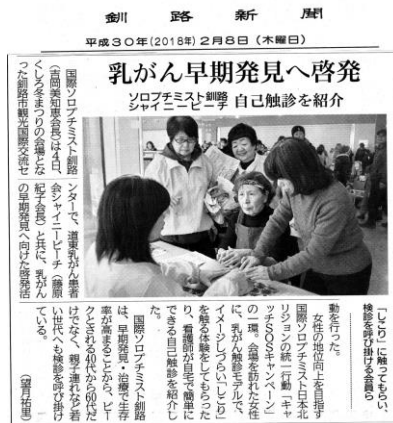 釧路新聞
平成30年(2018年)2月8日(木曜日)
乳がん早期発見へ啓発
ソロプチミスト釧路
シャイニーピーチ
自己触診を紹介
国際ソロプチミスト釧路
(吉岡美知恵会長)は4日、
くしろ冬まつりの会場とな
った釧路市観光国際交流セ
ンターで、道東乳がん患者
会シャイニーピーチ(藤原
紀子会長)と共に、乳がん
の早期発見へ向けた啓発活
「しこり」に触ってもらい、
検診を呼び掛ける会員ら
動を行った。
女性の地位向上を目指す
国際ソロプチミスト日本北
リジョンの統一行動「キャ
ッチSOSキャンペーン」
の一環。会場を訪れた女性
に、乳がん触診モデルで、
イメージしづらい「しこり」
を触る体験をしてもらった
り、看護師が自宅で簡単に
できる自己触診を紹介し
た。
国際ソロプチミスト釧路
は、早期発見・治療で生存
率が高まることから、ピー
クとされる40代から60代だ
けでなく、親子連れなど若
い世代へも検診を呼び掛け
ている。
(望月祐里)